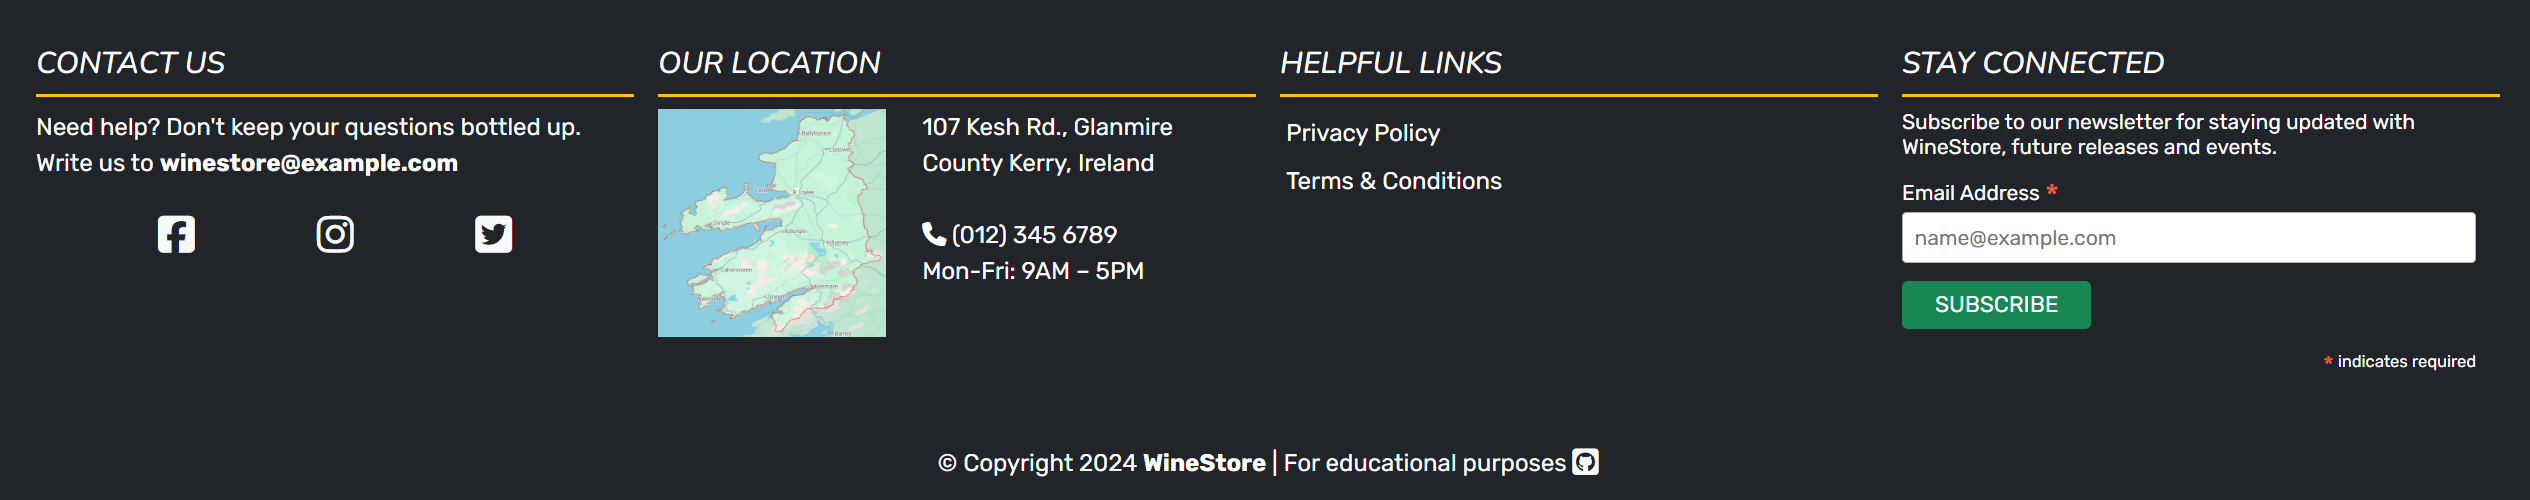 CONTACT US
Need help? Don't keep your questions bottled up.
Write us to winestore@example.com
OUR LOCATION
Ballybunion
Listowel
Tralee
Dingle
Killorglin
Killarney
Cahersiveen
Kenmare
Waterville
Sneem
Bantry
107 Kesh Rd., Glanmire
County Kerry, Ireland
(012) 345 6789
Mon-Fri: 9AM – 5PM
HELPFUL LINKS
Privacy Policy
Terms & Conditions
STAY CONNECTED
Subscribe to our newsletter for staying updated with
WineStore, future releases and events.
Email Address *
name@example.com
SUBSCRIBE
* indicates required
© Copyright 2024 WineStore | For educational purposes